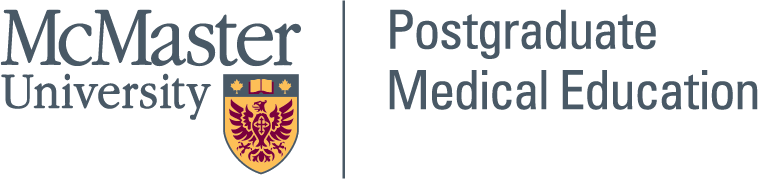 McMaster
University
Postgraduate
Medical Education